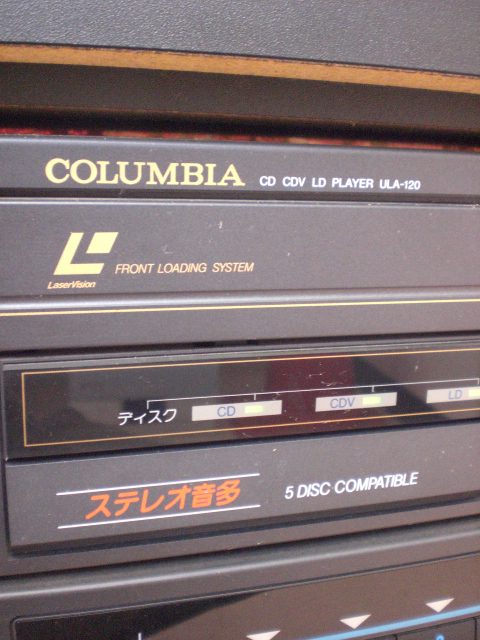 COLUMBIA CD CDV LD PLAYER ULA-120
LaserVision FRONT LOADING SYSTEM
ディスク CD CDV LD
ステレオ音多 5 DISC COMPATIBLE